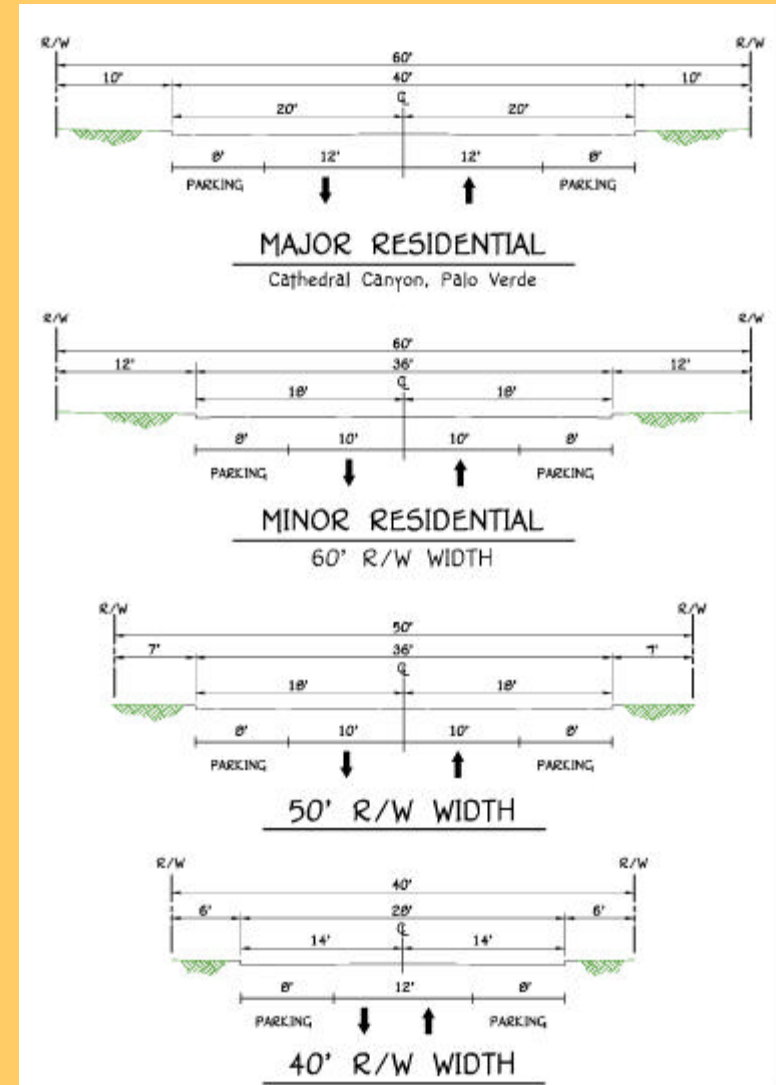 R/W R/W
60'
10' 40' 10'
20' ℄ 20'
8' 12' 12' 8'
PARKING PARKING
MAJOR RESIDENTIAL
Cathedral Canyon, Palo Verde
R/W R/W
60'
12' 36' 12'
18' ℄ 18'
8' 10' 10' 8'
PARKING PARKING
MINOR RESIDENTIAL
60' R/W WIDTH
R/W R/W
50'
7' 36' 7'
18' ℄ 18'
8' 10' 10' 8'
PARKING PARKING
50' R/W WIDTH
R/W R/W
40'
6' 28' 6'
14' ℄ 14'
8' 12' 8'
PARKING PARKING
40' R/W WIDTH